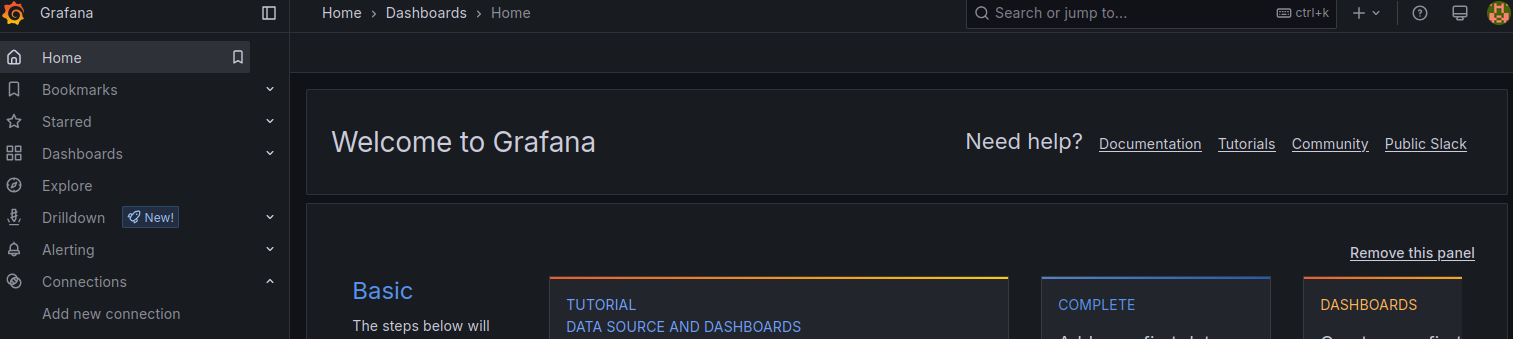 Grafana
Home › Dashboards › Home
Search or jump to... ctrl+k
Home
Bookmarks
Starred
Dashboards
Explore
Drilldown New!
Alerting
Connections
Add new connection
Welcome to Grafana
Need help? Documentation Tutorials Community Public Slack
Remove this panel
Basic
The steps below will
TUTORIAL
DATA SOURCE AND DASHBOARDS
COMPLETE
DASHBOARDS